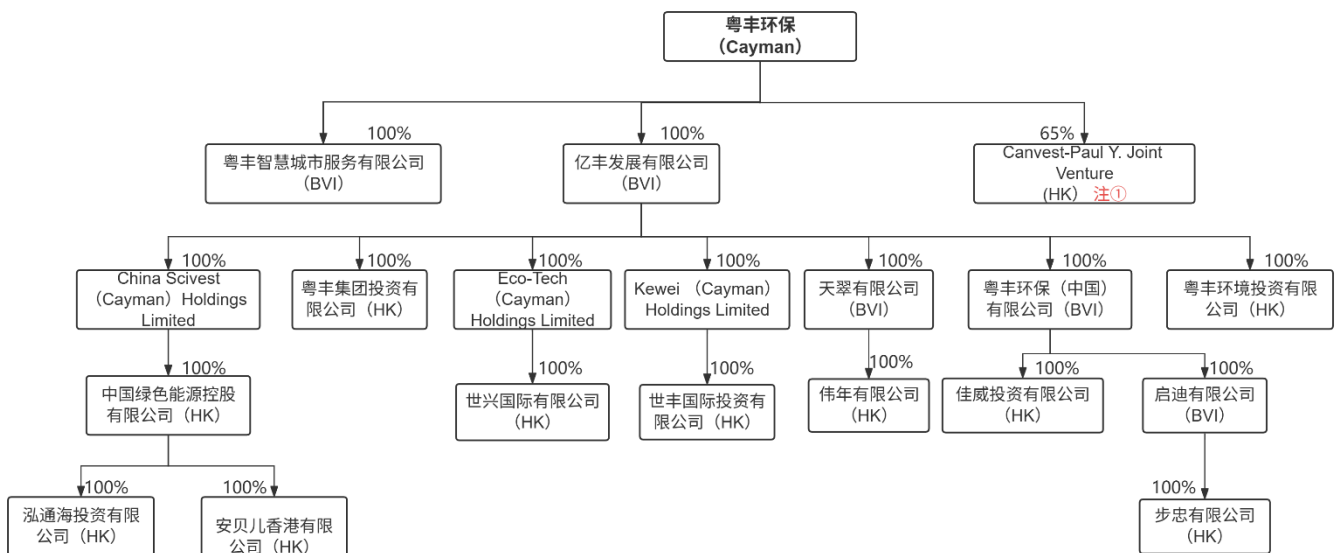 粤丰环保
（Cayman）
100%
100%
65%
粤丰智慧城市服务有限公司
（BVI）
亿丰发展有限公司
（BVI）
Canvest-Paul Y. Joint
Venture
(HK） 注①
100%
100%
100%
100%
100%
100%
100%
China Scivest
（Cayman）Holdings
Limited
粤丰集团投资有
限公司（HK）
Eco-Tech
（Cayman）
Holdings Limited
Kewei （Cayman）
Holdings Limited
天翠有限公司
（BVI）
粤丰环保（中国）
有限公司（BVI）
粤丰环境投资有限
公司（HK）
100%
100%
100%
100%
100%
100%
中国绿色能源控股
有限公司（HK）
世兴国际有限公司
（HK）
世丰国际投资有
限公司（HK）
伟年有限公司
（HK）
佳威投资有限公司
（HK）
启迪有限公司
（BVI）
100%
100%
100%
泓通海投资有限
公司（HK）
安贝儿香港有限
公司（HK）
步忠有限公司
（HK）